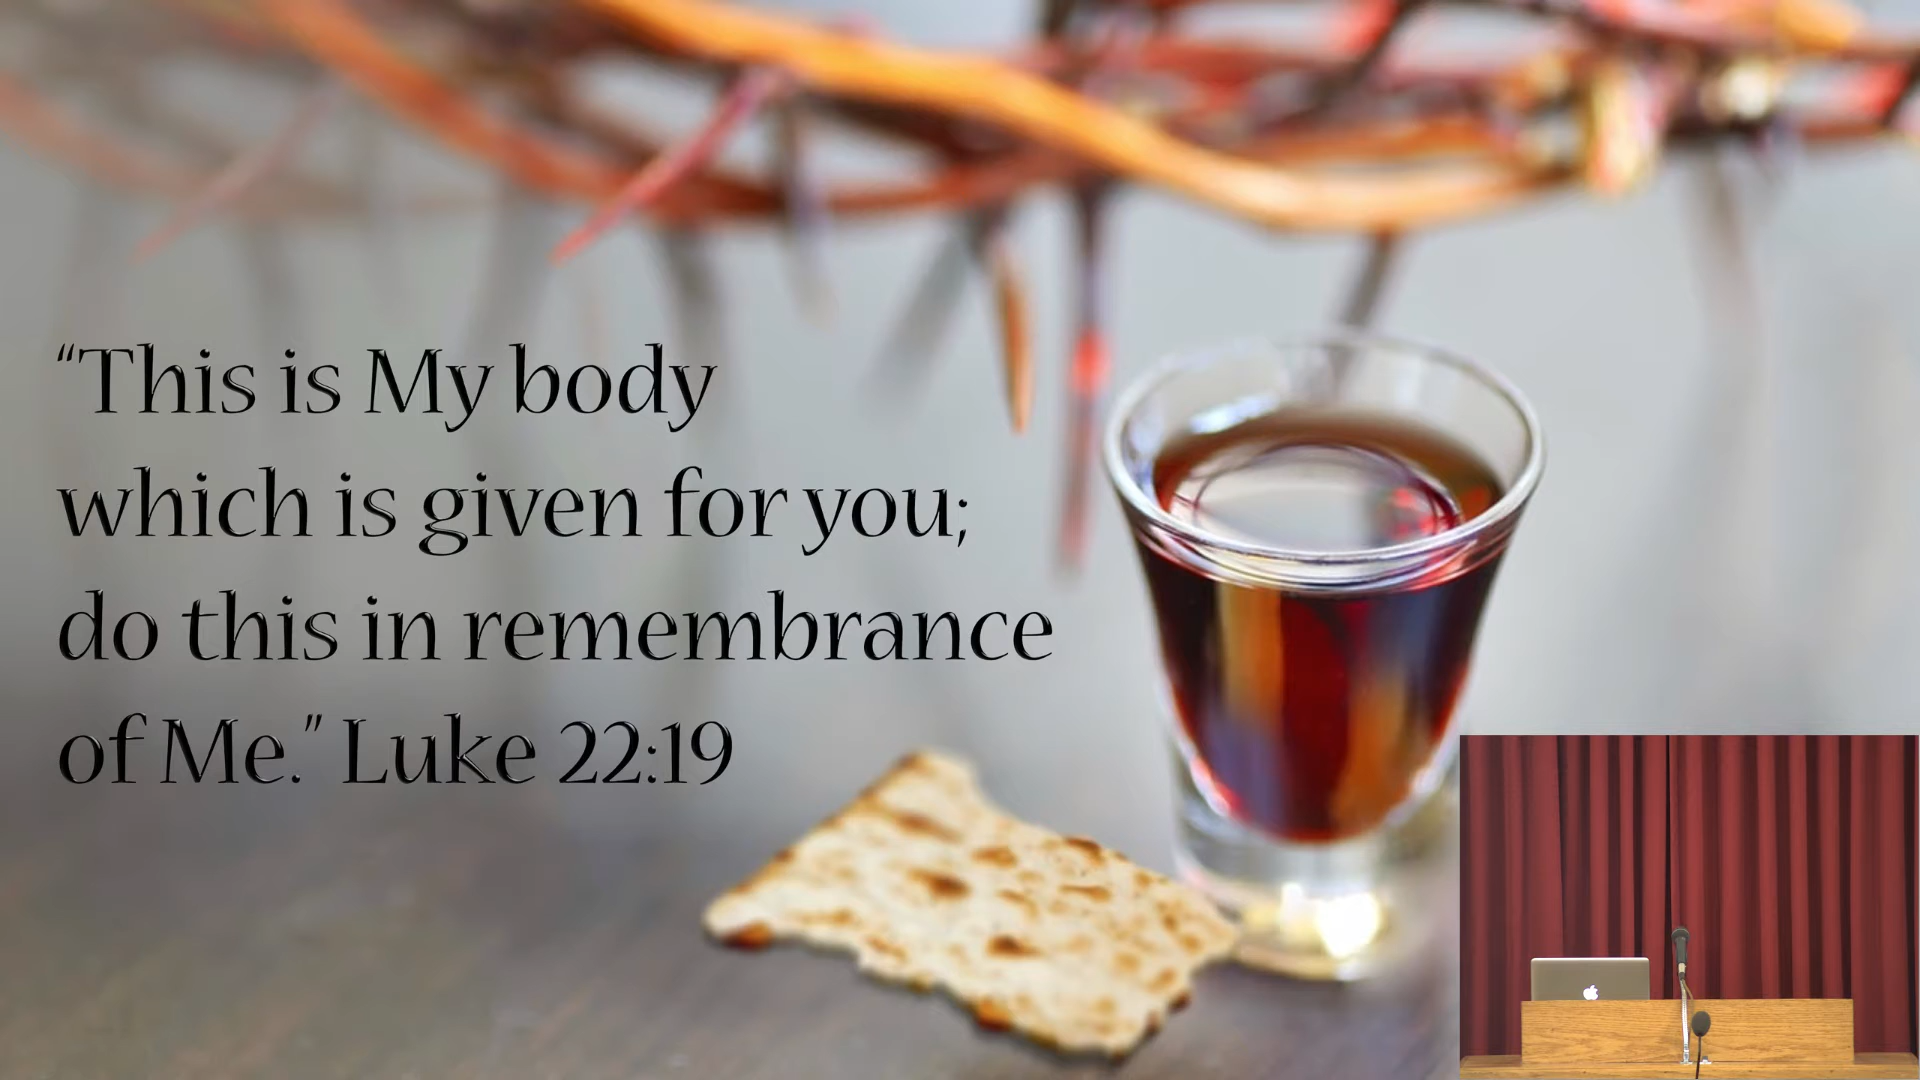 “This is My body
which is given for you;
do this in remembrance
of Me.” Luke 22:19